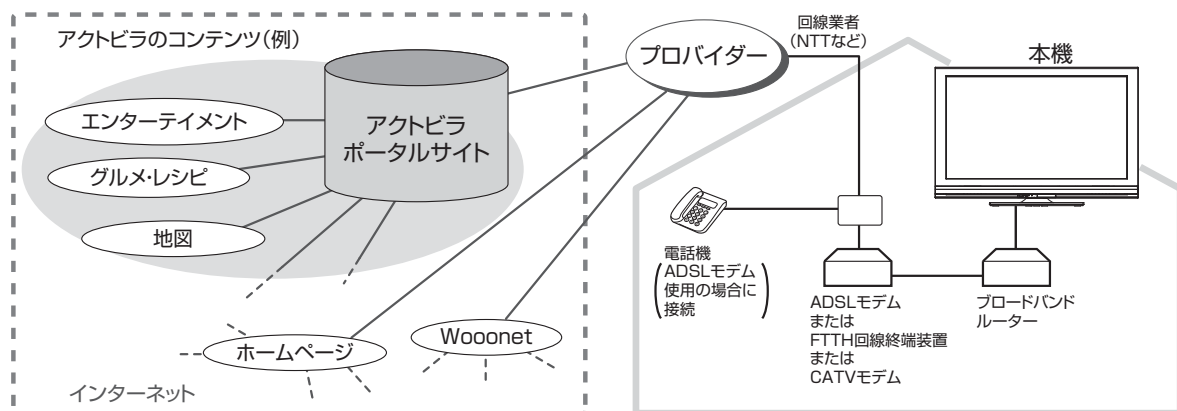 アクトビラのコンテンツ(例)
エンターテイメント
グルメ・レシピ
地図
アクトビラ
ポータルサイト
ホームページ
Wooonet
インターネット
プロバイダー
回線業者
(NTTなど)
本機
電話機
(ADSLモデム
使用の場合に
接続)
ADSLモデム
または
FTTH回線終端装置
または
CATVモデム
ブロードバンド
ルーター